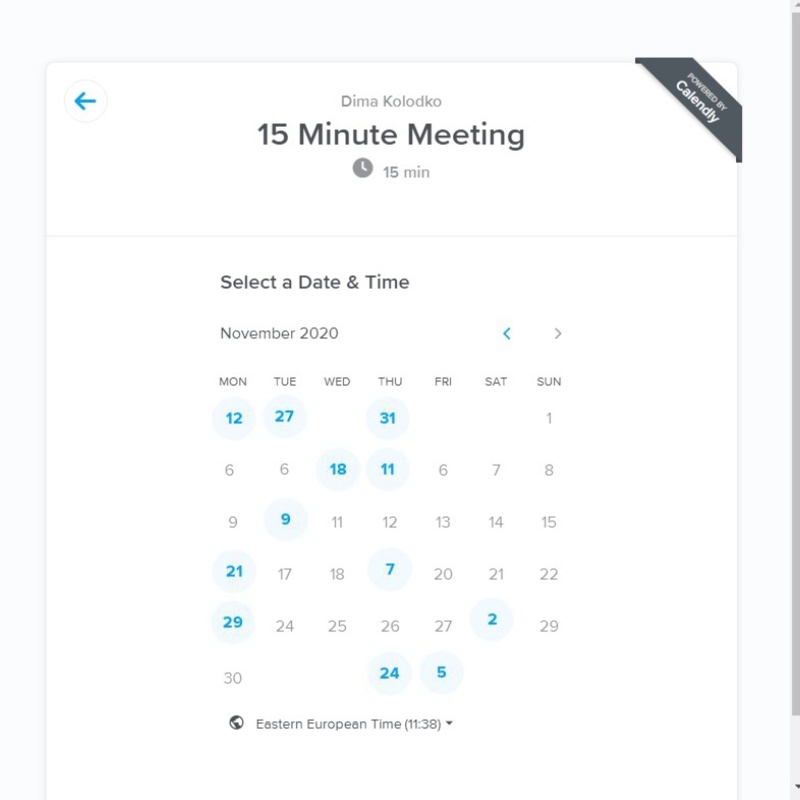 POWERED BY
Calendly
Dima Kolodko
15 Minute Meeting
15 min
Select a Date & Time
November 2020
MON TUE WED THU FRI SAT SUN
12 27 31 1
6 6 18 11 6 7 8
9 9 11 12 13 14 15
21 17 18 7 20 21 22
29 24 25 26 27 2 29
30 24 5
Eastern European Time (11:38)